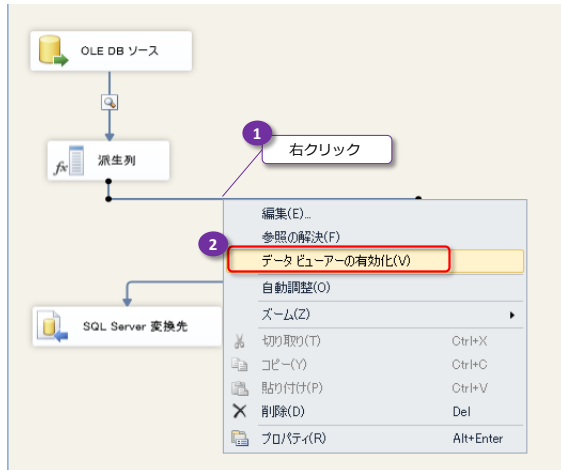 OLE DB ソース
1
右クリック
fx
派生列
編集(E)...
参照の解決(F)
2
データ ビューアーの有効化(V)
自動調整(O)
ズーム(Z)
SQL Server 変換先
切り取り(T) Ctrl+X
コピー(Y) Ctrl+C
貼り付け(P) Ctrl+V
削除(D) Del
プロパティ(R) Alt+Enter